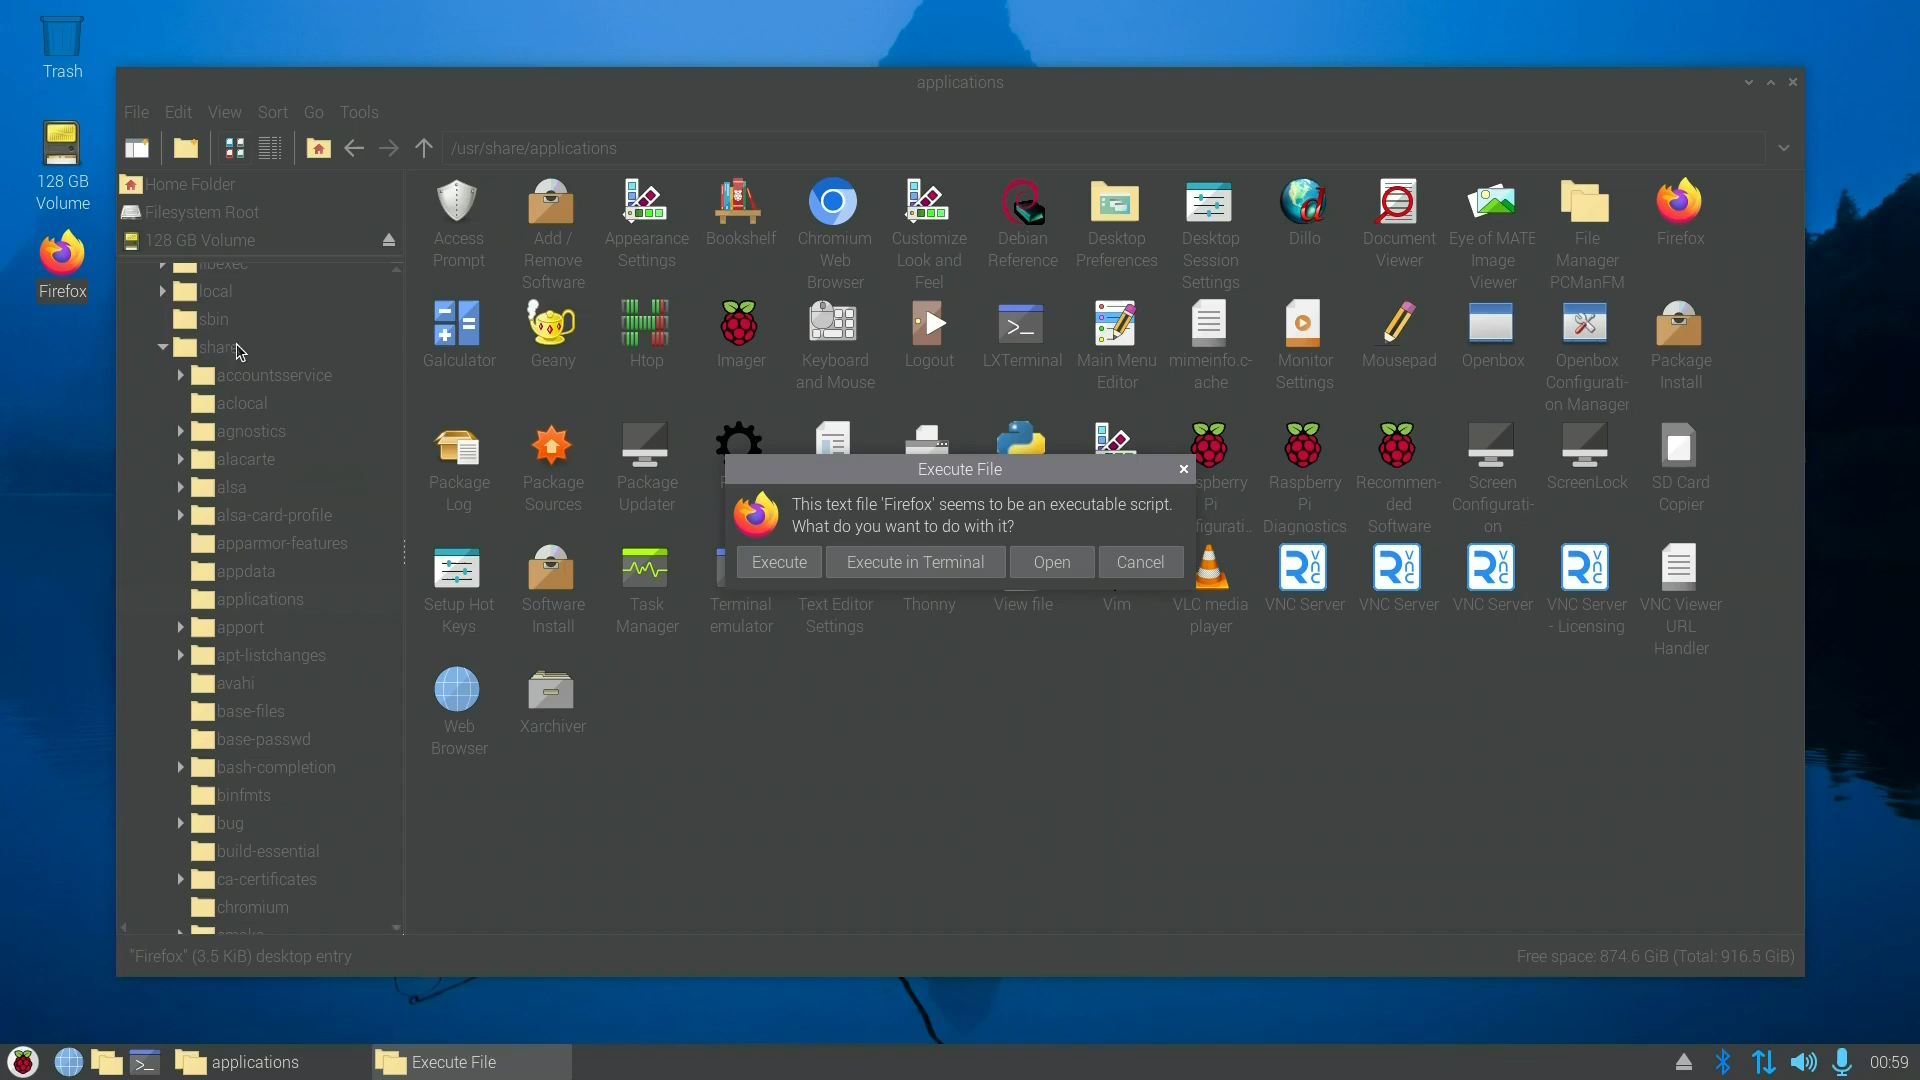 Trash
128 GB
Volume
Firefox
applications
File Edit View Sort Go Tools
/usr/share/applications
Home Folder
Filesystem Root
128 GB Volume
libexec
local
sbin
share
accountsservice
aclocal
agnostics
alacarte
alsa
alsa-card-profile
apparmor-features
appdata
applications
apport
apt-listchanges
avahi
base-files
base-passwd
bash-completion
binfmts
bug
build-essential
ca-certificates
chromium
Access
Prompt
Add /
Remove
Software
Appearance
Settings
Bookshelf
Chromium
Web
Browser
Customize
Look and
Feel
Debian
Reference
Desktop
Preferences
Desktop
Session
Settings
Dillo
Document
Viewer
Eye of MATE
Image
Viewer
File
Manager
PCManFM
Firefox
Galculator
Geany
Htop
Imager
Keyboard
and Mouse
Logout
LXTerminal
Main Menu
Editor
mimeinfo.c-
ache
Monitor
Settings
Mousepad
Openbox
Openbox
Configurati-
on Manager
Package
Install
Package
Log
Package
Sources
Package
Updater
Raspberry
Pi
Diagnostics
Recommen-
ded
Software
Screen
Configurati-
on
ScreenLock
SD Card
Copier
Execute File
This text file 'Firefox' seems to be an executable script.
What do you want to do with it?
Execute Execute in Terminal Open Cancel
Setup Hot
Keys
Software
Install
Task
Manager
Terminal
emulator
Text Editor
Settings
Thonny
View file
Vim
VLC media
player
VNC Server
VNC Server
VNC Server
VNC Server
- Licensing
VNC Viewer
URL
Handler
Web
Browser
Xarchiver
"Firefox" (3.5 KiB) desktop entry
Free space: 874.6 GiB (Total: 916.5 GiB)
applications
Execute File
00:59